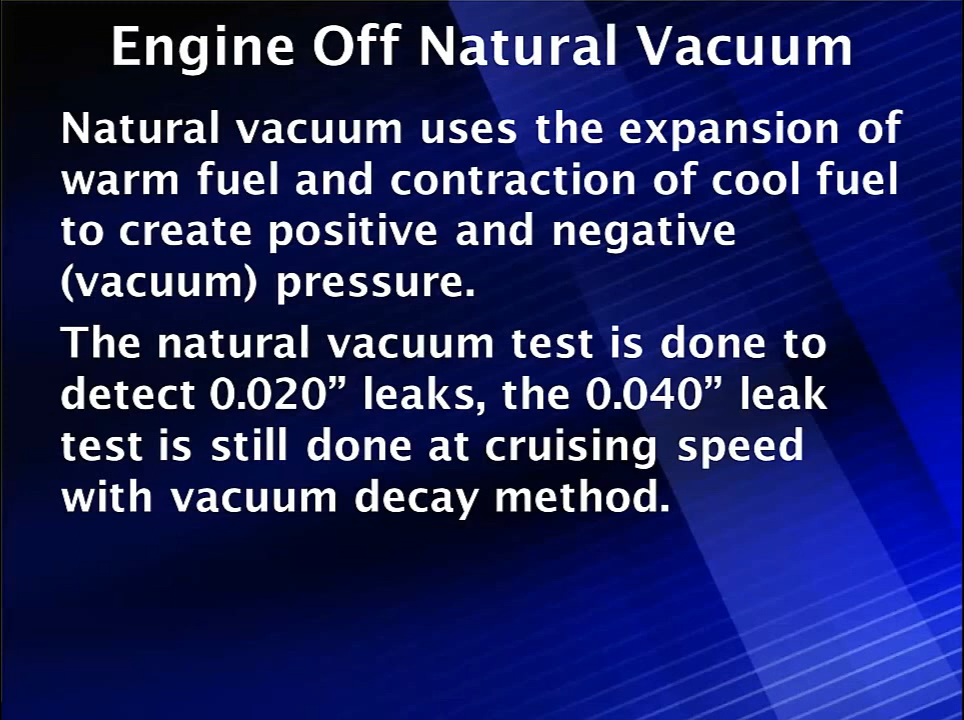 Engine Off Natural Vacuum
Natural vacuum uses the expansion of
warm fuel and contraction of cool fuel
to create positive and negative
(vacuum) pressure.
The natural vacuum test is done to
detect 0.020” leaks, the 0.040” leak
test is still done at cruising speed
with vacuum decay method.